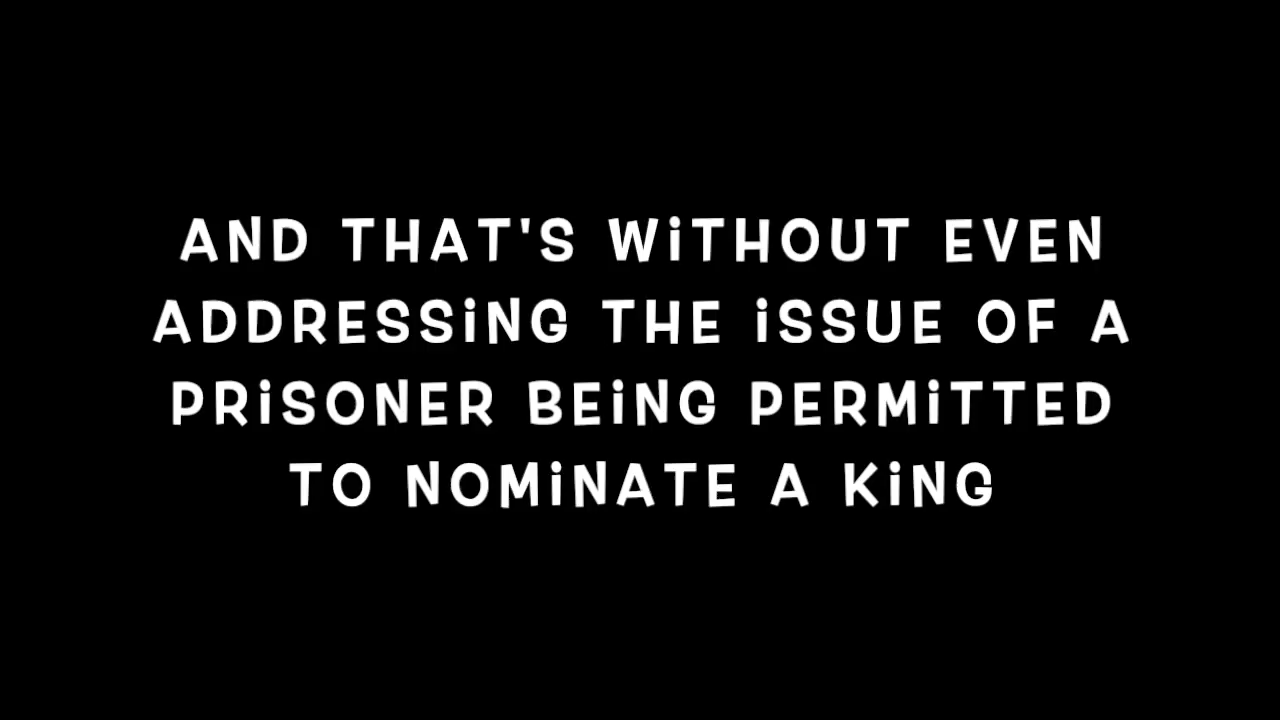 AND THAT'S WiTHOUT EVEN
ADDRESSiNG THE iSSUE OF A
PRiSONER BEiNG PERMiTTED
TO NOMiNATE A KiNG